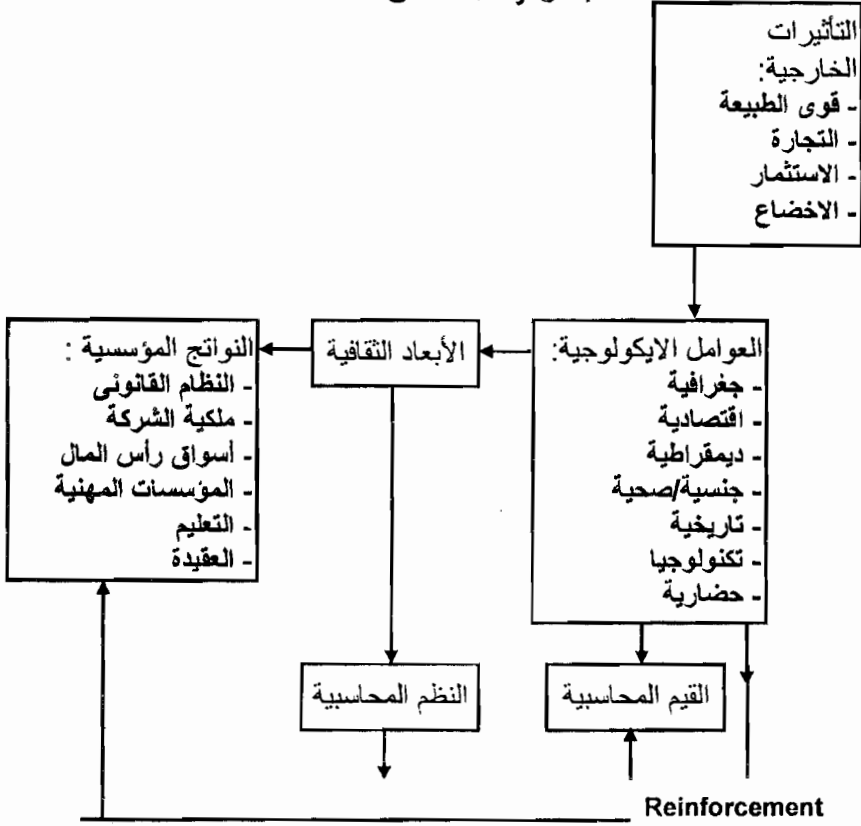 التأثيرات
الخارجية:
- قوى الطبيعة
- التجارة
- الاستثمار
- الاخضاع
العوامل الايكولوجية:
- جغرافية
- اقتصادية
- ديمقراطية
- جنسية/صحية
- تاريخية
- تكنولوجيا
- حضارية
الأبعاد الثقافية
النواتج المؤسسية :
- النظام القانونى
- ملكية الشركة
- أسواق رأس المال
- المؤسسات المهنية
- التعليم
- العقيدة
القيم المحاسبية
النظم المحاسبية
Reinforcement